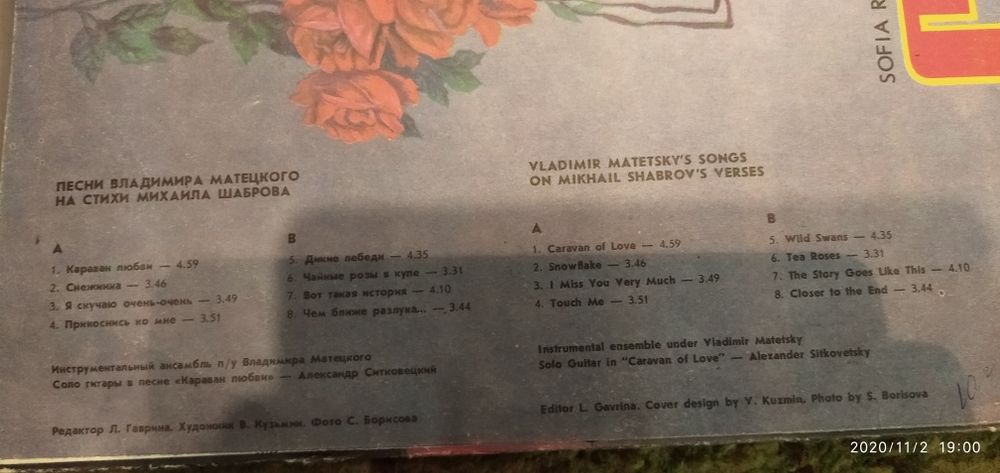 SOFIA R
ПЕСНИ ВЛАДИМИРА МАТЕЦКОГО
НА СТИХИ МИХАИЛА ШАБРОВА
А
1. Караван любви — 4.59
2. Снежинка — 3.46
3. Я скучаю очень-очень — 3.49
4. Прикоснись ко мне — 3.51
В
5. Дикие лебеди — 4.35
6. Чайные розы в купе — 3.31
7. Вот такая история — 4.10
8. Чем ближе разлука... — 3.44
Инструментальный ансамбль п/у Владимира Матецкого
Соло гитары в песне «Караван любви» — Александр Ситковецкий
Редактор Л. Гаврина. Художник В. Кузьмин. Фото С. Борисова
VLADIMIR MATETSKY'S SONGS
ON MIKHAIL SHABROV'S VERSES
A
1. Caravan of Love — 4.59
2. Snowflake — 3.46
3. I Miss You Very Much — 3.49
4. Touch Me — 3.51
B
5. Wild Swans — 4.35
6. Tea Roses — 3.31
7. The Story Goes Like This — 4.10
8. Closer to the End — 3.44
Instrumental ensemble under Vladimir Matetsky
Solo Guitar in "Caravan of Love" — Alexander Sitkovetsky
Editor L. Gavrina. Cover design by V. Kuzmin, Photo by S. Borisova
2020/11/2 19:00